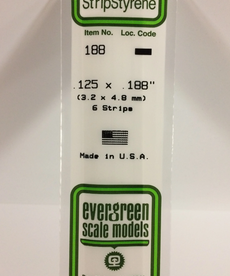 StripStyrene
Item No. Loc. Code
188
.125 x .188"
(3.2 x 4.8 mm)
6 Strips
Made in U.S.A.
evergreen
scale models